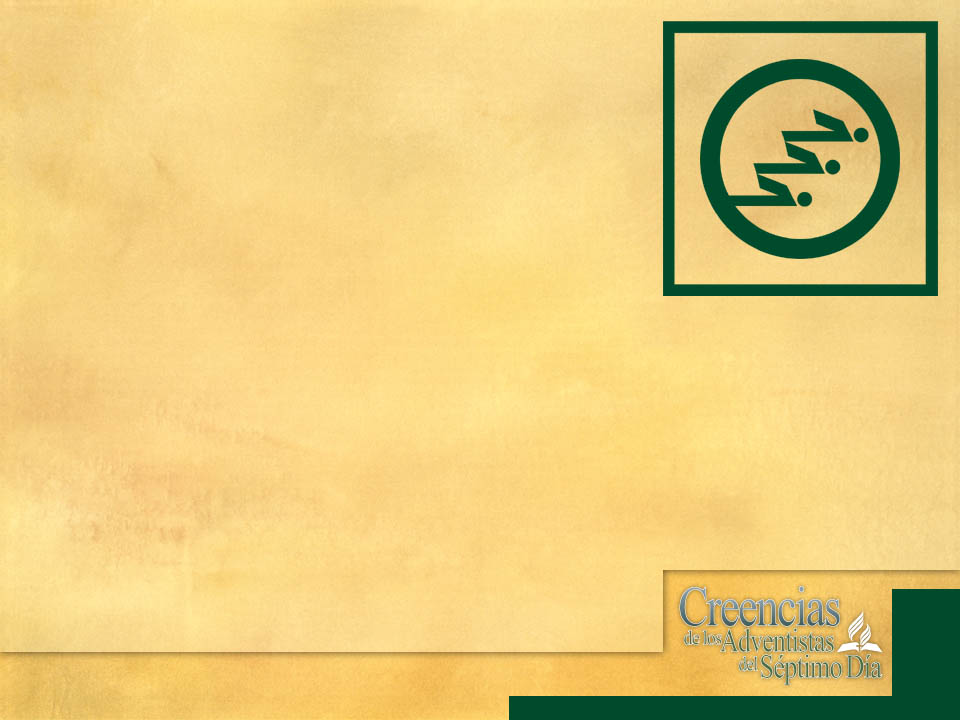 Creencias
de los Adventistas
del Séptimo Día